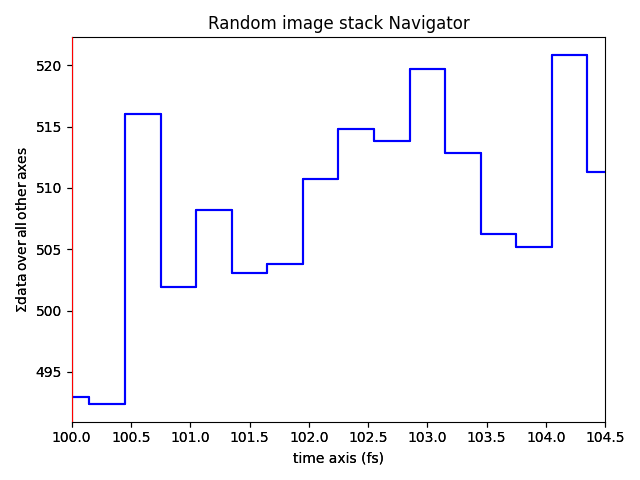 Random image stack Navigator
520
515
510
505
500
495
Σdata over all other axes
100.0 100.5 101.0 101.5 102.0 102.5 103.0 103.5 104.0 104.5
time axis (fs)